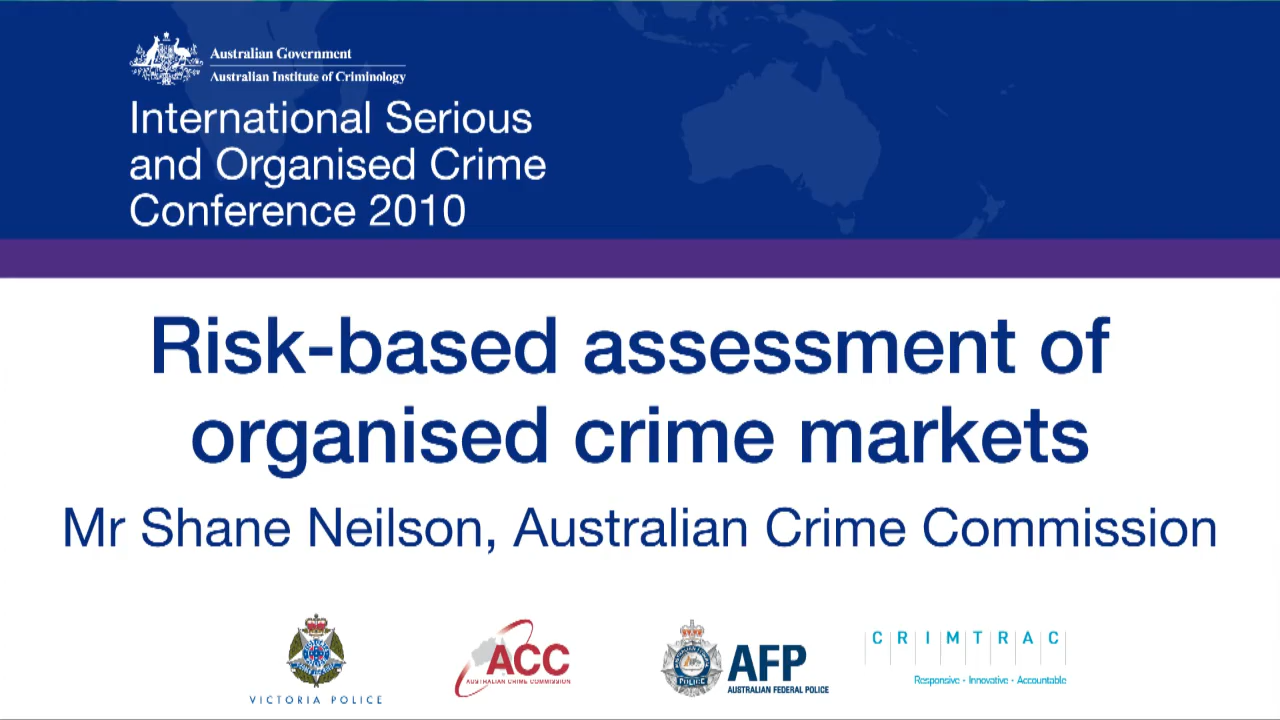 Australian Government
Australian Institute of Criminology
International Serious
and Organised Crime
Conference 2010
Risk-based assessment of
organised crime markets
Mr Shane Neilson, Australian Crime Commission
VICTORIA POLICE
ACC
AUSTRALIAN CRIME COMMISSION
POLICE
AFP
AUSTRALIAN FEDERAL POLICE
CRIMTRAC
Responsive - Innovative - Accountable